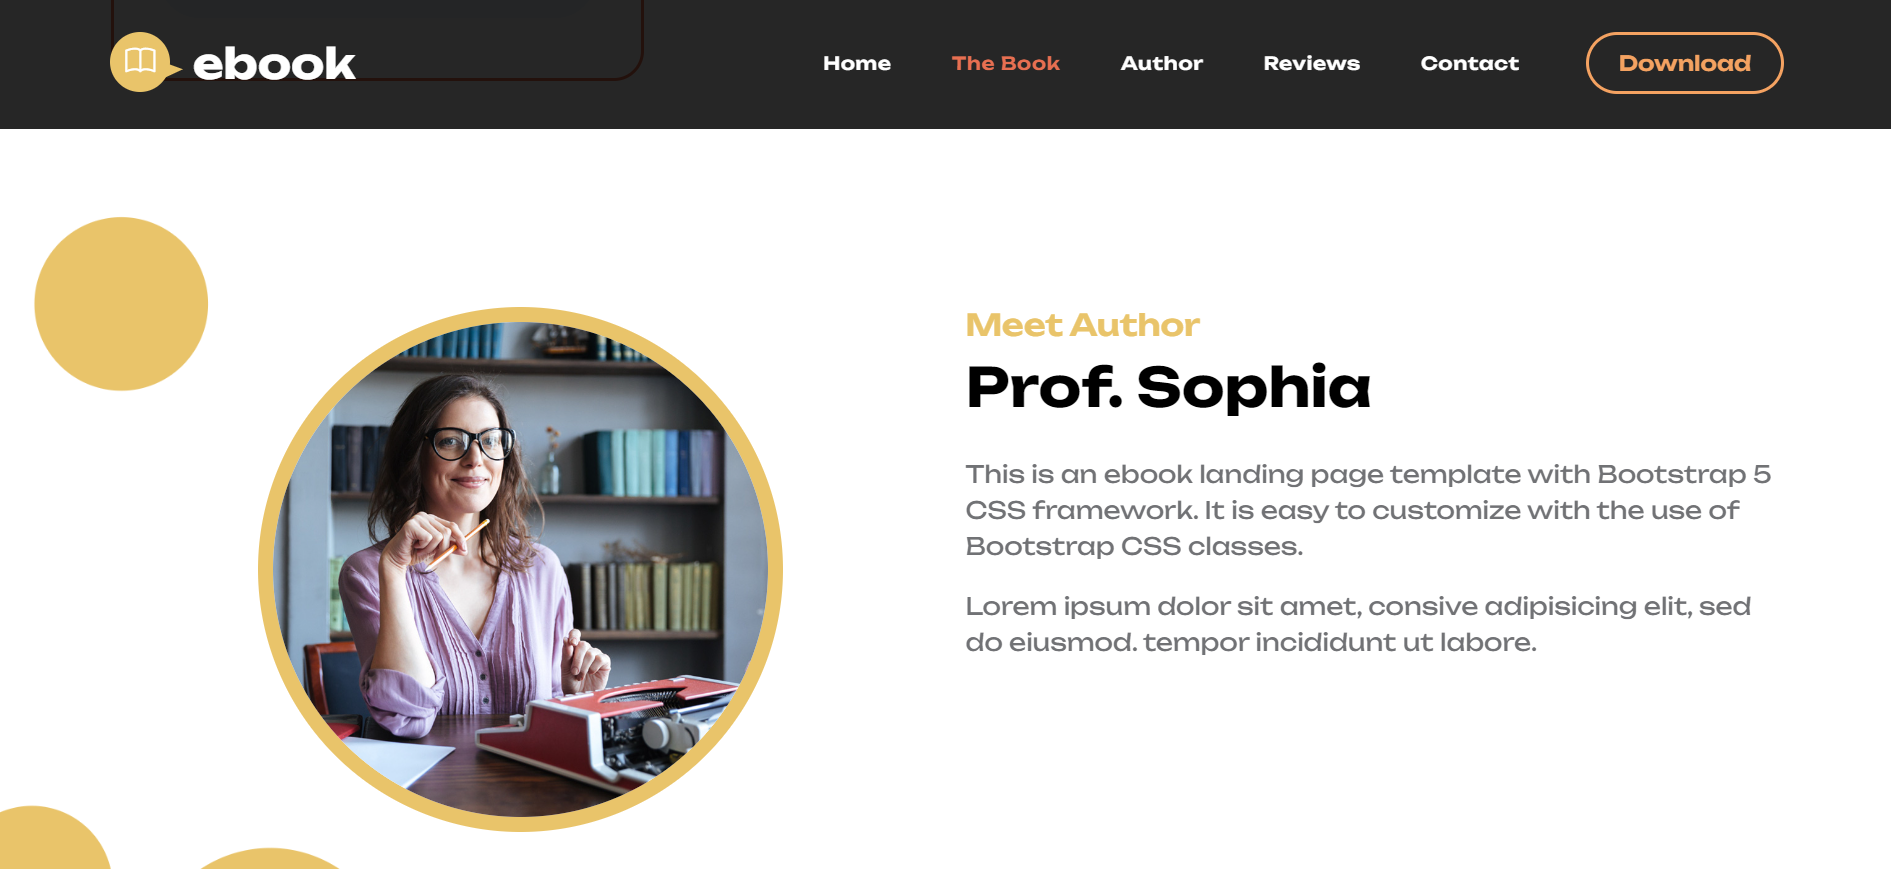 ebook
Home The Book Author Reviews Contact Download
Meet Author
Prof. Sophia
This is an ebook landing page template with Bootstrap 5
CSS framework. It is easy to customize with the use of
Bootstrap CSS classes.
Lorem ipsum dolor sit amet, consive adipisicing elit, sed
do eiusmod. tempor incididunt ut labore.